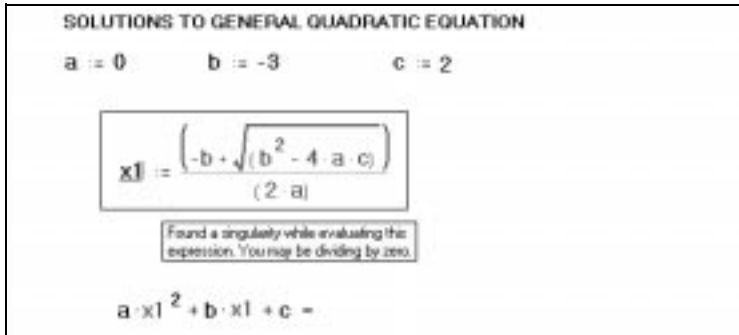 SOLUTIONS TO GENERAL QUADRATIC EQUATION
a := 0 b := -3 c := 2
x1 := (-b + √(b² - 4 · a · c)) / (2 · a)
Found a singularity while evaluating this
expression. You may be dividing by zero.
a · x1² + b · x1 + c =